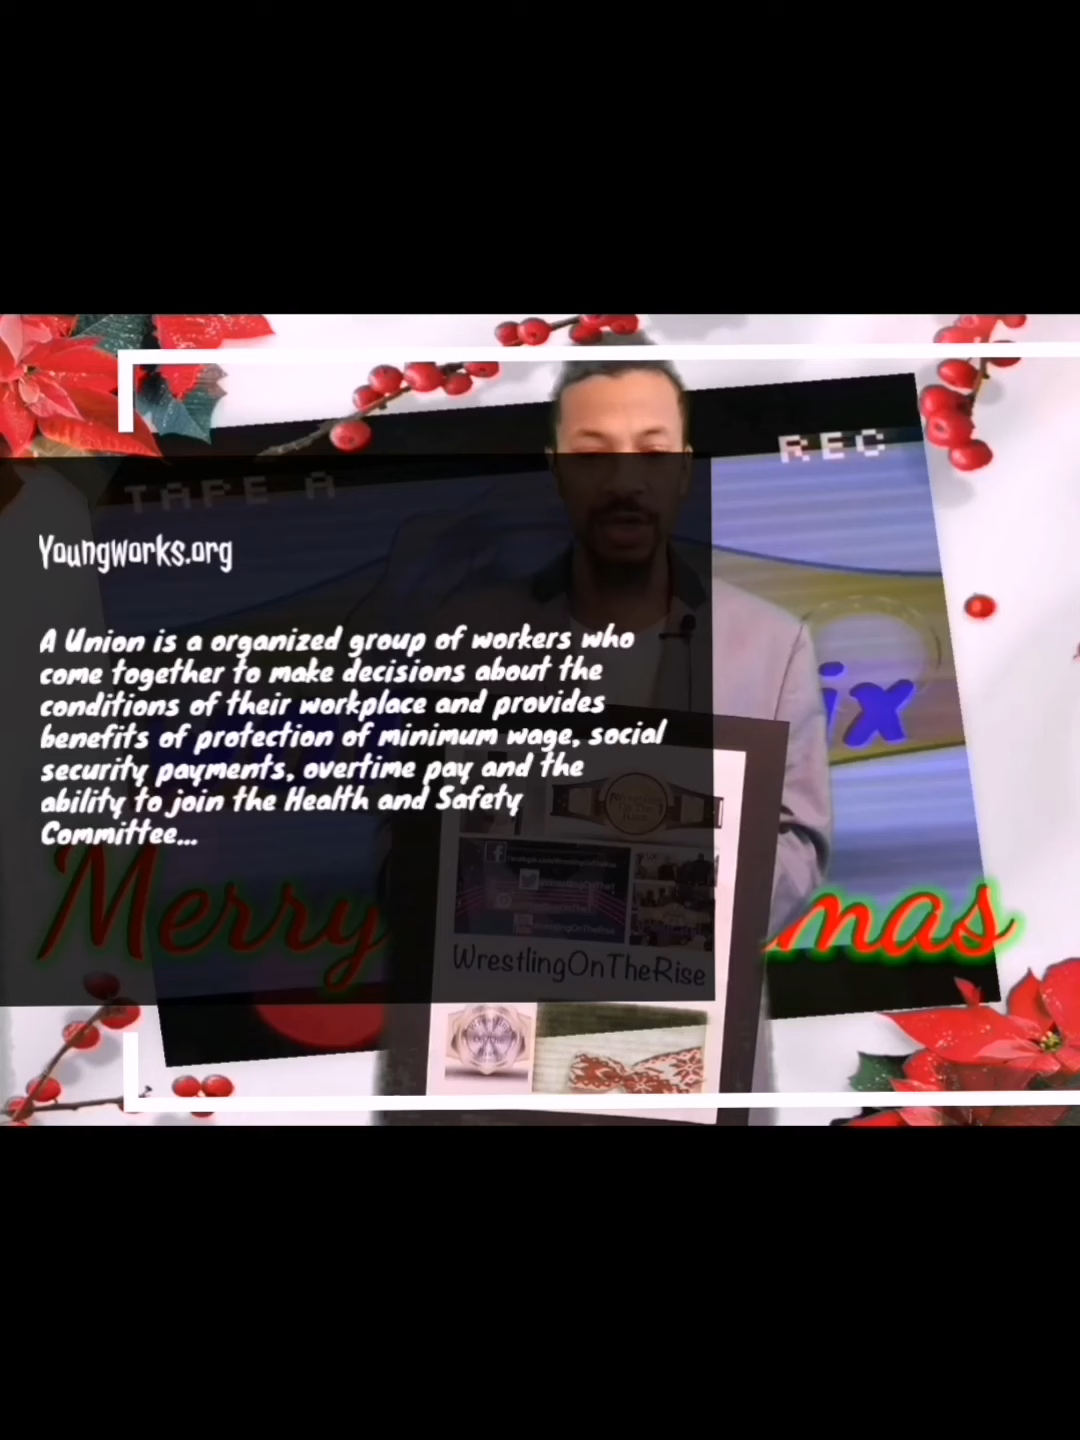 REC
TAPE A
Youngworks.org
A Union is a organized group of workers who
come together to make decisions about the
conditions of their workplace and provides
benefits of protection of minimum wage, social
security payments, overtime pay and the
ability to join the Health and Safety
Committee...
ix
Merry mas
WrestlingOnTheRise